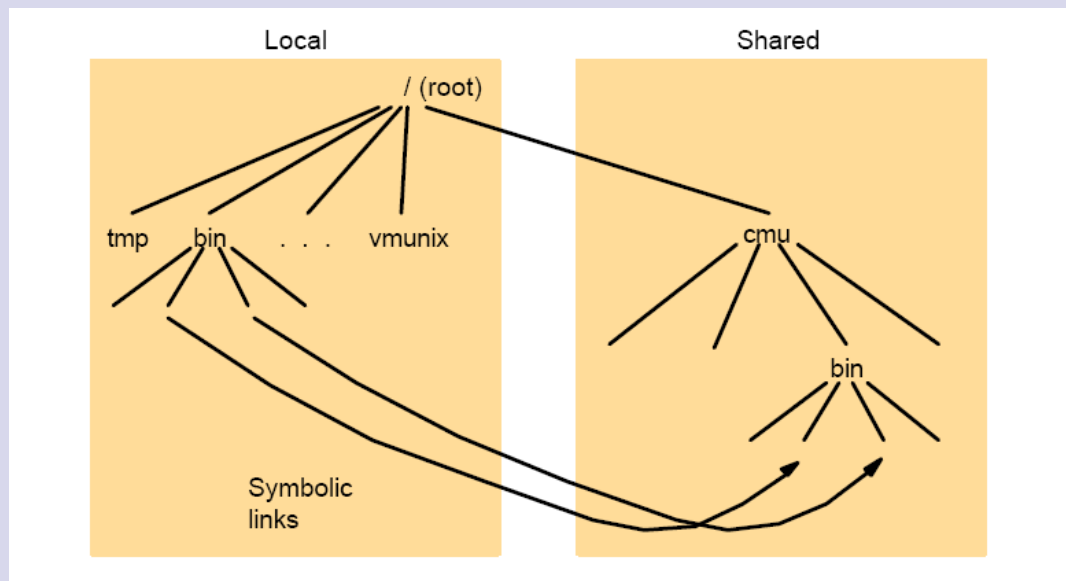 Local
Shared
/ (root)
tmp
bin
. . .
vmunix
cmu
bin
Symbolic
links